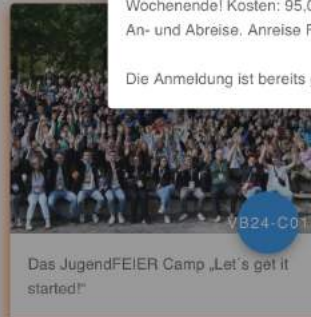 Wochenende! Kosten: 95,0
An- und Abreise. Anreise F
Die Anmeldung ist bereits
VB24-C01
Das JugendFEIER Camp „Let´s get it
started!"